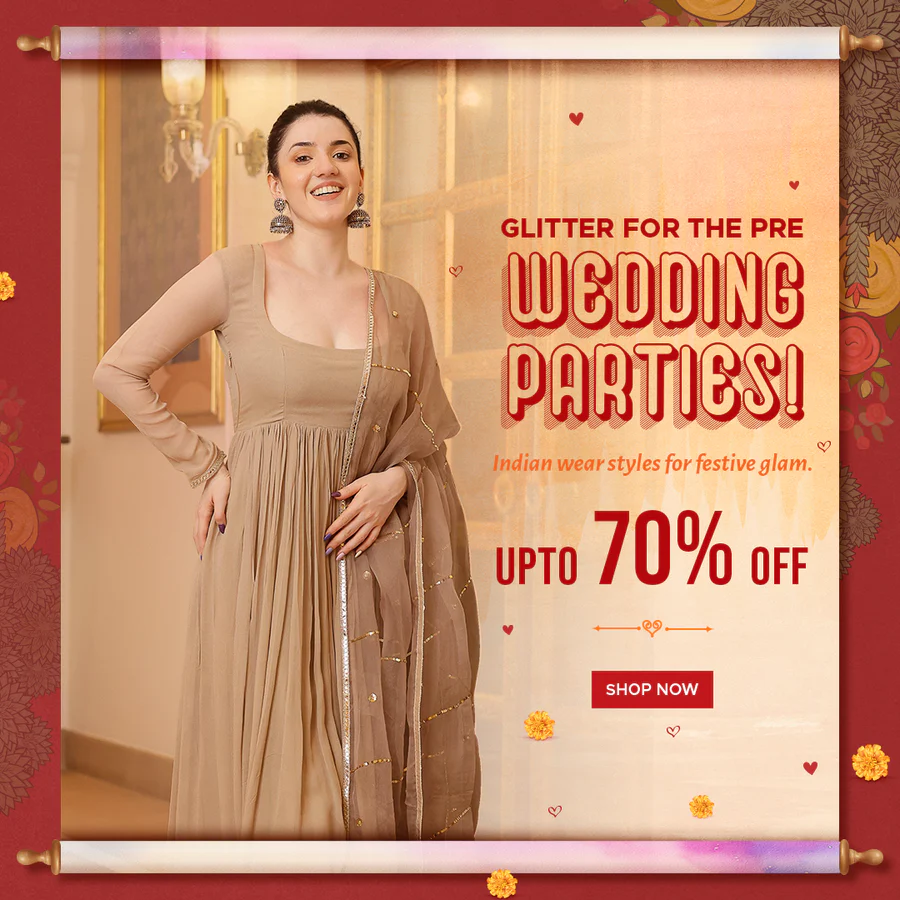 GLITTER FOR THE PRE
WEDDING
PARTIES!
Indian wear styles for festive glam.
UPTO 70% OFF
SHOP NOW